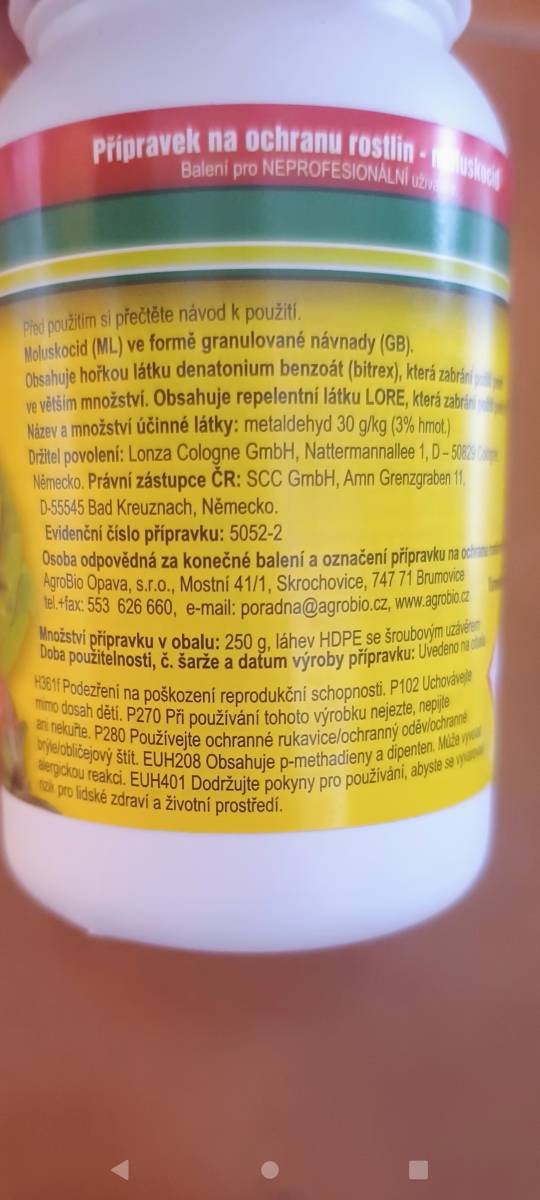 Přípravek na ochranu rostlin -
Balení pro NEPROFESIONÁLNÍ
Před použitím si přečtěte návod k použití.
Moluskocid (ML) ve formě granulované návnady (GB).
Obsahuje hořkou látku denatonium benzoát (bitrex), která zabrání
ve větším množství. Obsahuje repelentní látku LORE, která zabrání
Název a množství účinné látky: metaldehyd 30 g/kg (3% hmot.)
Držitel povolení: Lonza Cologne GmbH, Nattermannallee 1, D – 50829
Německo. Právní zástupce ČR: SCC GmbH, Amn Grenzgraben 11,
D-55545 Bad Kreuznach, Německo.
Evidenční číslo přípravku: 5052-2
Osoba odpovědná za konečné balení a označení přípravku na
AgroBio Opava, s.r.o., Mostní 41/1, Skrochovice, 747 71 Brumovice
tel.+fax: 553 626 660, e-mail: poradna@agrobio.cz, www.agrobio.cz
Množství přípravku v obalu: 250 g, láhev HDPE se šroubovým uzávěrem
Doba použitelnosti, č. šarže a datum výroby přípravku: Uvedeno na
H361f Podezření na poškození reprodukční schopnosti. P102 Uchovávejte
mimo dosah dětí. P270 Při používání tohoto výrobku nejezte, nepijte
ani nekuřte. P280 Používejte ochranné rukavice/ochranný oděv/ochranné
brýle/obličejový štít. EUH208 Obsahuje p-methadieny a dipenten. Může vyvolat
alergickou reakci. EUH401 Dodržujte pokyny pro používání, abyste se
rizik pro lidské zdraví a životní prostředí.